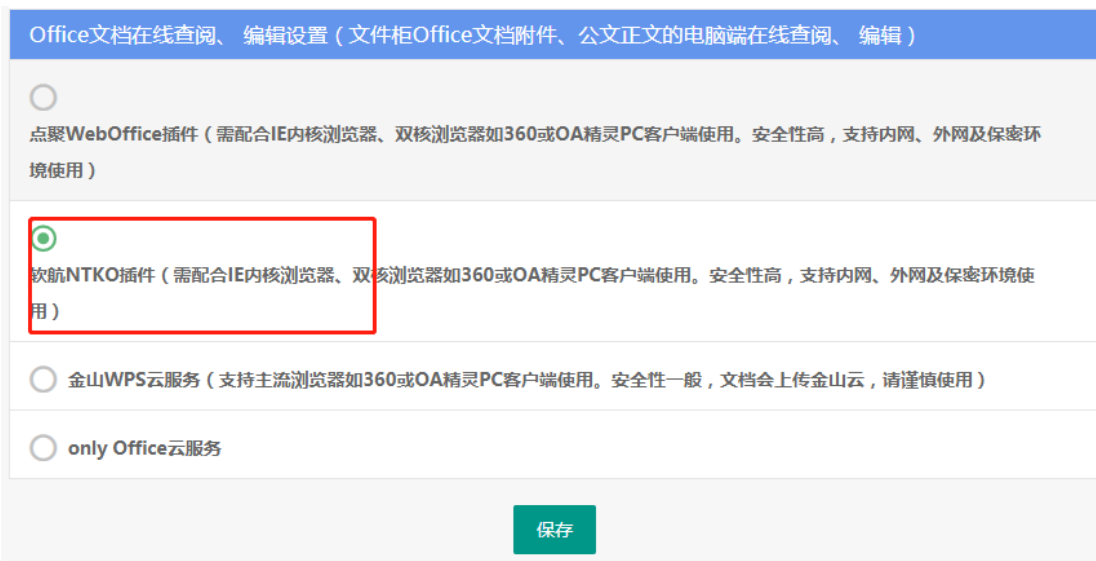 Office文档在线查阅、 编辑设置（文件柜Office文档附件、公文正文的电脑端在线查阅、 编辑）
点聚WebOffice插件（需配合IE内核浏览器、双核浏览器如360或OA精灵PC客户端使用。安全性高，支持内网、外网及保密环
境使用）
软航NTKO插件（需配合IE内核浏览器、双核浏览器如360或OA精灵PC客户端使用。安全性高，支持内网、外网及保密环境使
用）
金山WPS云服务（支持主流浏览器如360或OA精灵PC客户端使用。安全性一般，文档会上传金山云，请谨慎使用）
only Office云服务
保存